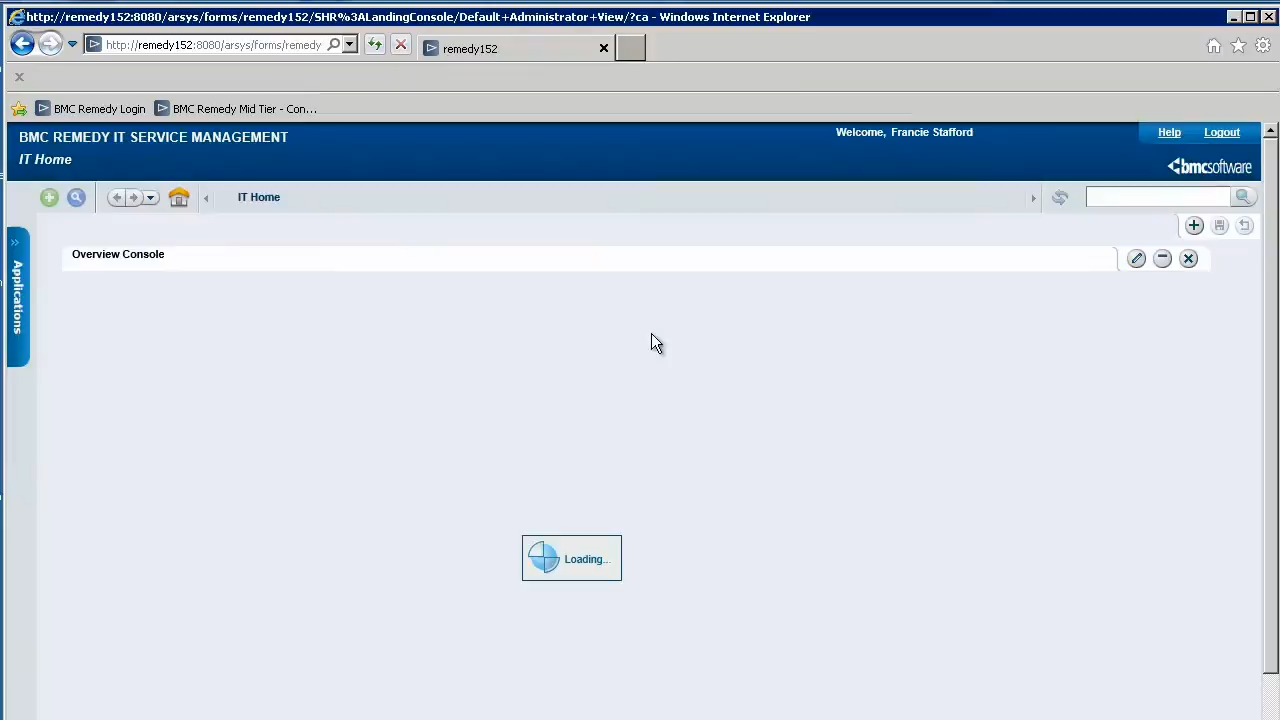 http://remedy152:8080/arsys/forms/remedy152/SHR%3ALandingConsole/Default+Administrator+View/?ca - Windows Internet Explorer
http://remedy152:8080/arsys/forms/remedy
remedy152
BMC Remedy Login
BMC Remedy Mid Tier - Con...
BMC REMEDY IT SERVICE MANAGEMENT
Welcome, Francie Stafford
Help
Logout
IT Home
bmcsoftware
IT Home
Applications
Overview Console
Loading...